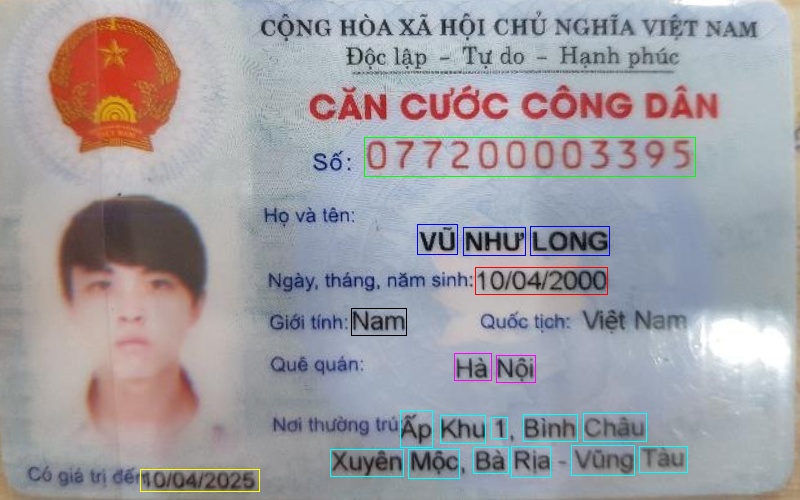 CỘNG HÒA XÃ HỘI CHỦ NGHĨA VIỆT NAM
Độc lập - Tự do - Hạnh phúc
CĂN CƯỚC CÔNG DÂN
Số: 077200003395
Họ và tên:
VŨ NHƯ LONG
Ngày, tháng, năm sinh: 10/04/2000
Giới tính: Nam Quốc tịch: Việt Nam
Quê quán: Hà Nội
Nơi thường trú: Ấp Khu 1, Bình Châu
Xuyên Mộc, Bà Rịa - Vũng Tàu
Có giá trị đến 10/04/2025